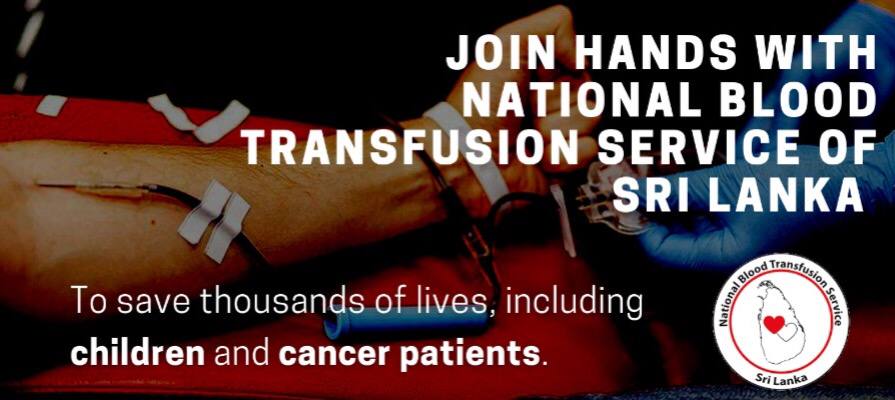 JOIN HANDS WITH
NATIONAL BLOOD
TRANSFUSION SERVICE OF
SRI LANKA
To save thousands of lives, including
children and cancer patients.
National Blood Transfusion Service
Sri Lanka